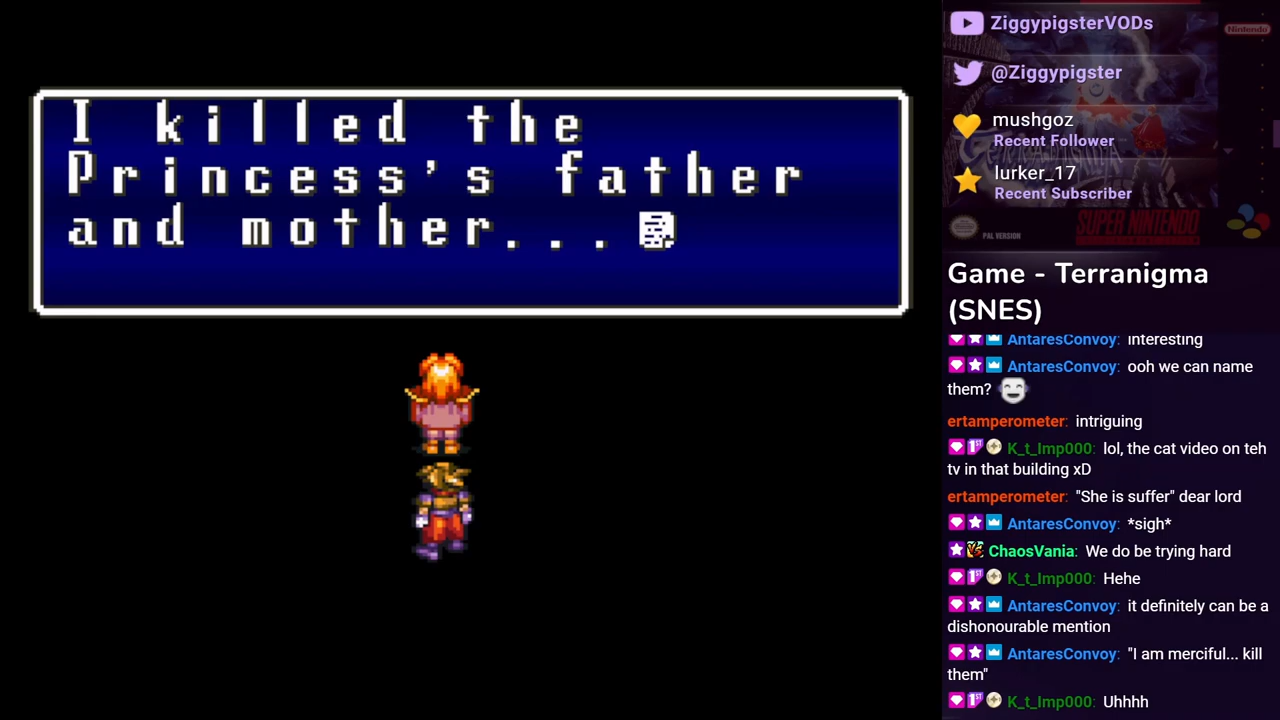 I killed the
Princess's father
and mother...
ZiggypigsterVODs
@Ziggypigster
mushgoz
Recent Follower
lurker_17
Recent Subscriber
Nintendo
PAL VERSION
SUPER NINTENDO
Game - Terranigma
(SNES)
AntaresConvoy: interesting
AntaresConvoy: ooh we can name
them?
ertamperometer: intriguing
K_t_Imp000: lol, the cat video on teh
tv in that building xD
ertamperometer: "She is suffer" dear lord
AntaresConvoy: *sigh*
ChaosVania: We do be trying hard
K_t_Imp000: Hehe
AntaresConvoy: it definitely can be a
dishonourable mention
AntaresConvoy: "I am merciful... kill
them"
K_t_Imp000: Uhhhh